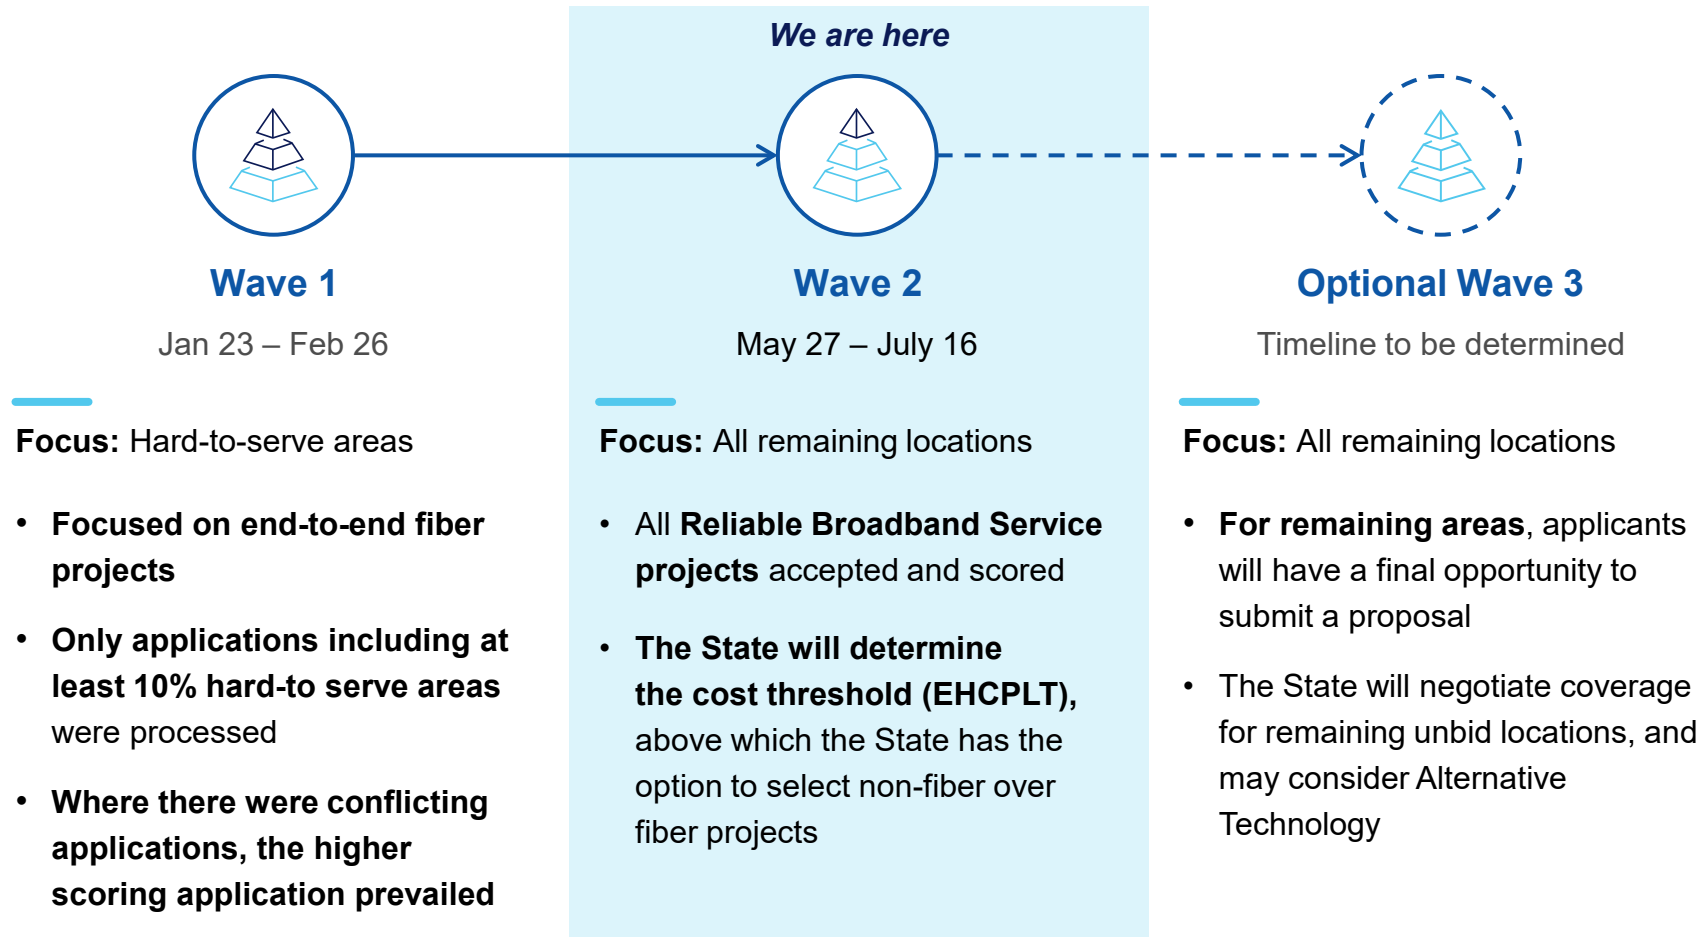 We are here
Wave 1
Jan 23 – Feb 26
Focus: Hard-to-serve areas
• Focused on end-to-end fiber
projects
• Only applications including at
least 10% hard-to serve areas
were processed
• Where there were conflicting
applications, the higher
scoring application prevailed
Wave 2
May 27 – July 16
Focus: All remaining locations
• All Reliable Broadband Service
projects accepted and scored
• The State will determine
the cost threshold (EHCPLT),
above which the State has the
option to select non-fiber over
fiber projects
Optional Wave 3
Timeline to be determined
Focus: All remaining locations
• For remaining areas, applicants
will have a final opportunity to
submit a proposal
• The State will negotiate coverage
for remaining unbid locations, and
may consider Alternative
Technology